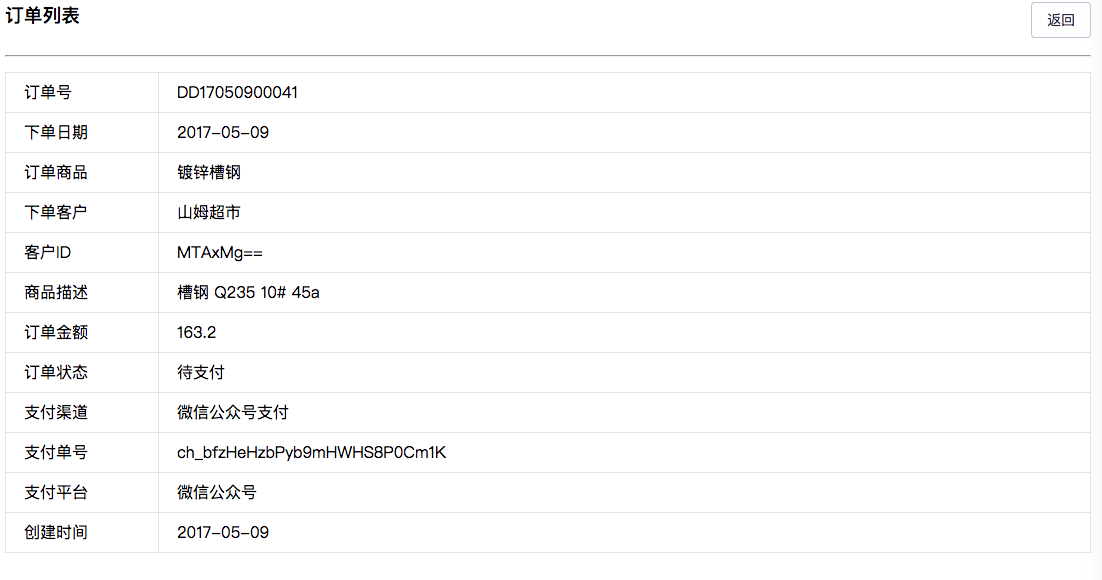 订单列表
返回
订单号 DD17050900041
下单日期 2017-05-09
订单商品 镀锌槽钢
下单客户 山姆超市
客户ID MTAxMg==
商品描述 槽钢 Q235 10# 45a
订单金额 163.2
订单状态 待支付
支付渠道 微信公众号支付
支付单号 ch_bfzHeHzbPyb9mHWHS8P0Cm1K
支付平台 微信公众号
创建时间 2017-05-09